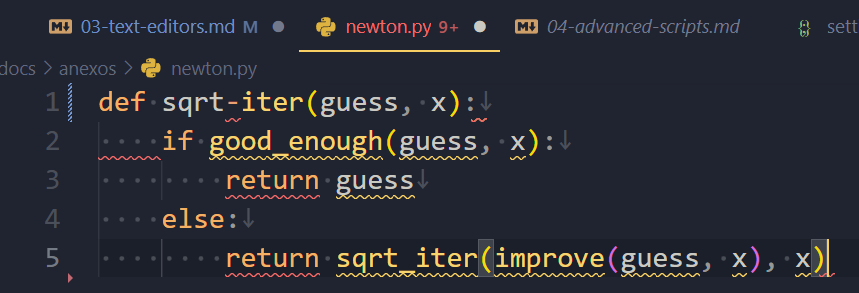 03-text-editors.md M newton.py 9+ 04-advanced-scripts.md sett
docs > anexos > newton.py
1 def sqrt-iter(guess, x):
2 if good_enough(guess, x):
3 return guess
4 else:
5 return sqrt_iter(improve(guess, x), x)